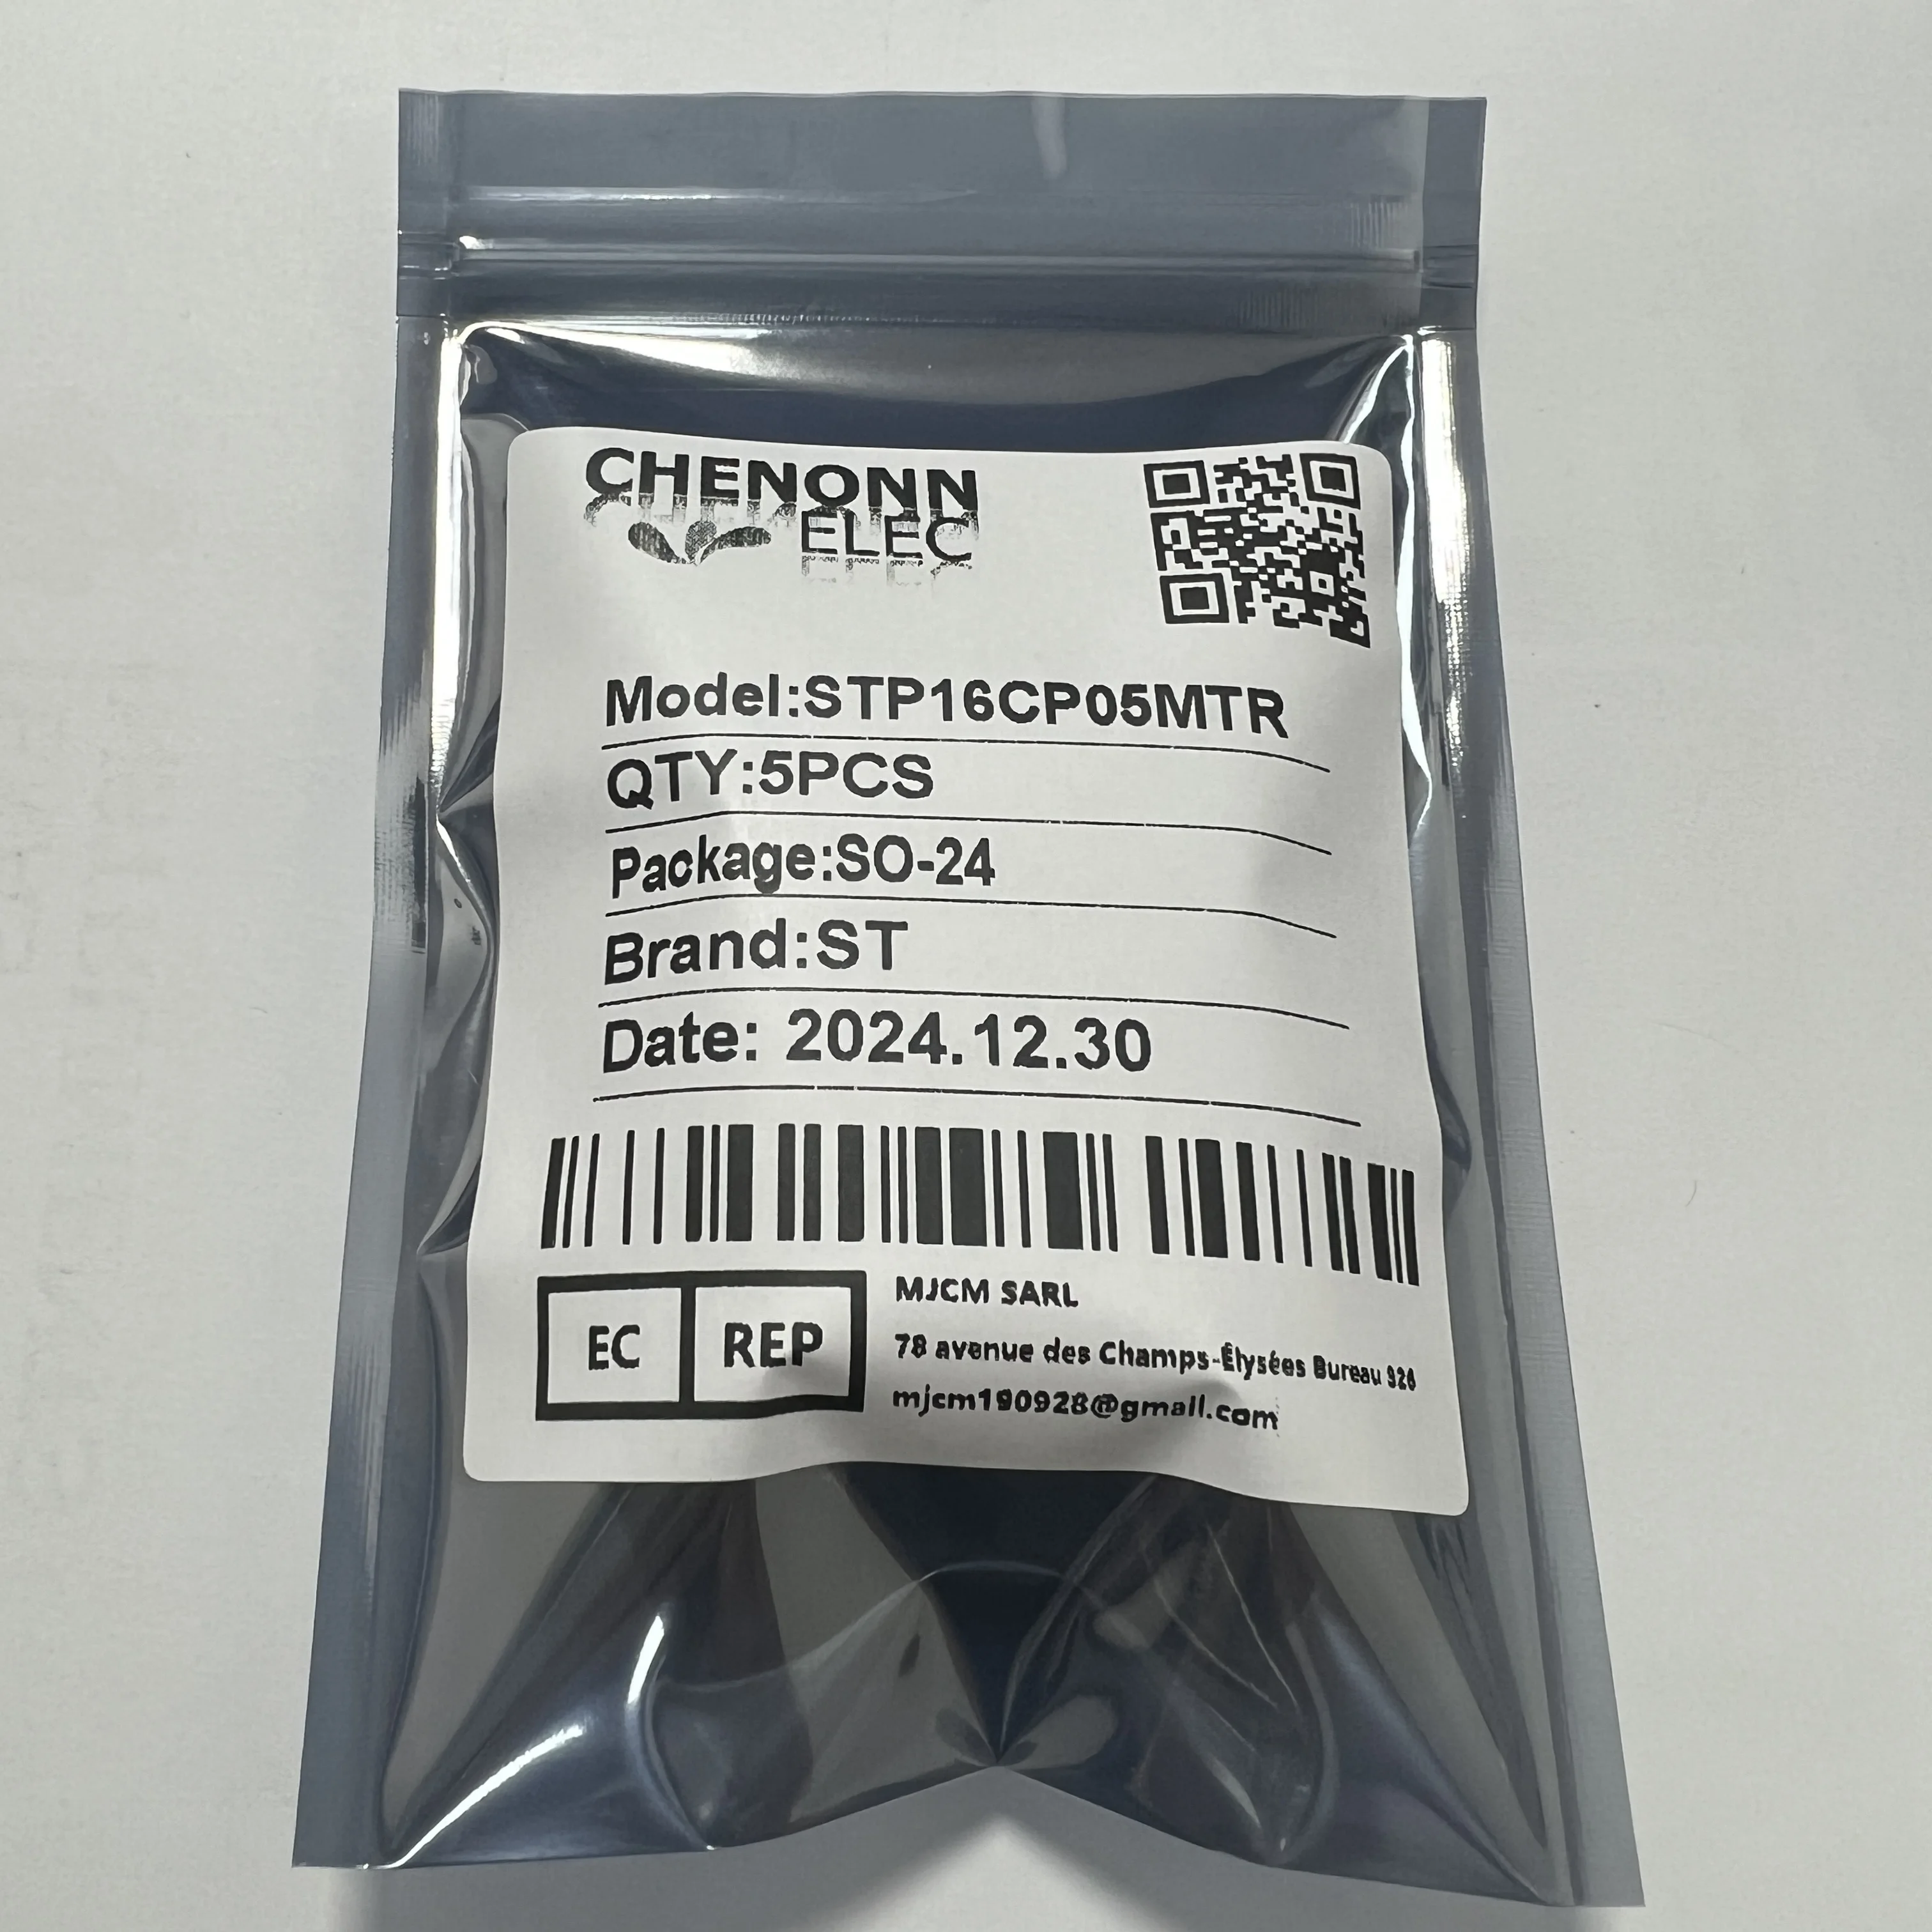 CHENONN
ELEC
Model:STP16CP05MTR
QTY:5PCS
Package:SO-24
Brand:ST
Date: 2024.12.30
EC REP
MJCM SARL
78 avenue des Champs-Élysées Bureau 326
mjcm190928@gmail.com